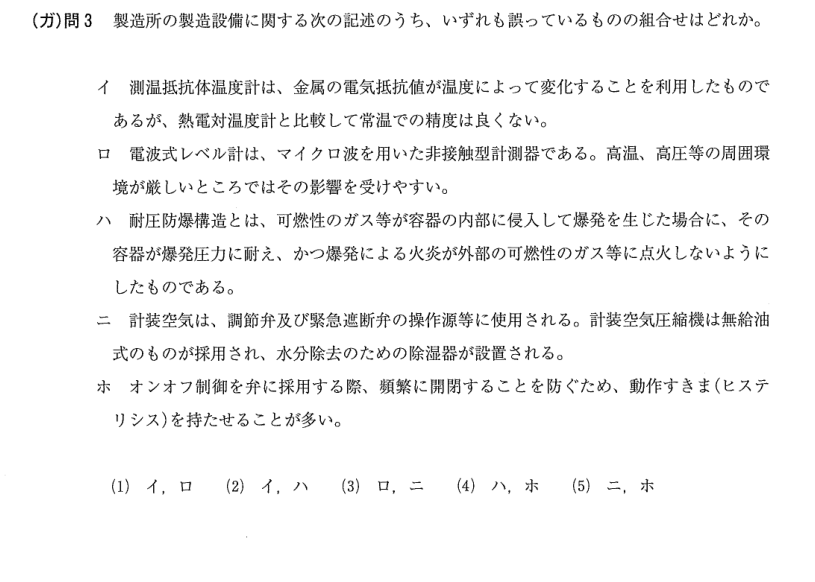 (ガ)問3 製造所の製造設備に関する次の記述のうち、いずれも誤っているものの組合せはどれか。
イ 測温抵抗体温度計は、金属の電気抵抗値が温度によって変化することを利用したもので
あるが、熱電対温度計と比較して常温での精度は良くない。
ロ 電波式レベル計は、マイクロ波を用いた非接触型計測器である。高温、高圧等の周囲環
境が厳しいところではその影響を受けやすい。
ハ 耐圧防爆構造とは、可燃性のガス等が容器の内部に侵入して爆発を生じた場合に、その
容器が爆発圧力に耐え、かつ爆発による火炎が外部の可燃性のガス等に点火しないように
したものである。
ニ 計装空気は、調節弁及び緊急遮断弁の操作源等に使用される。計装空気圧縮機は無給油
式のものが採用され、水分除去のための除湿器が設置される。
ホ オンオフ制御を弁に採用する際、頻繁に開閉することを防ぐため、動作すきま(ヒステ
リシス)を持たせることが多い。
(1) イ, ロ (2) イ, ハ (3) ロ, ニ (4) ハ, ホ (5) ニ, ホ